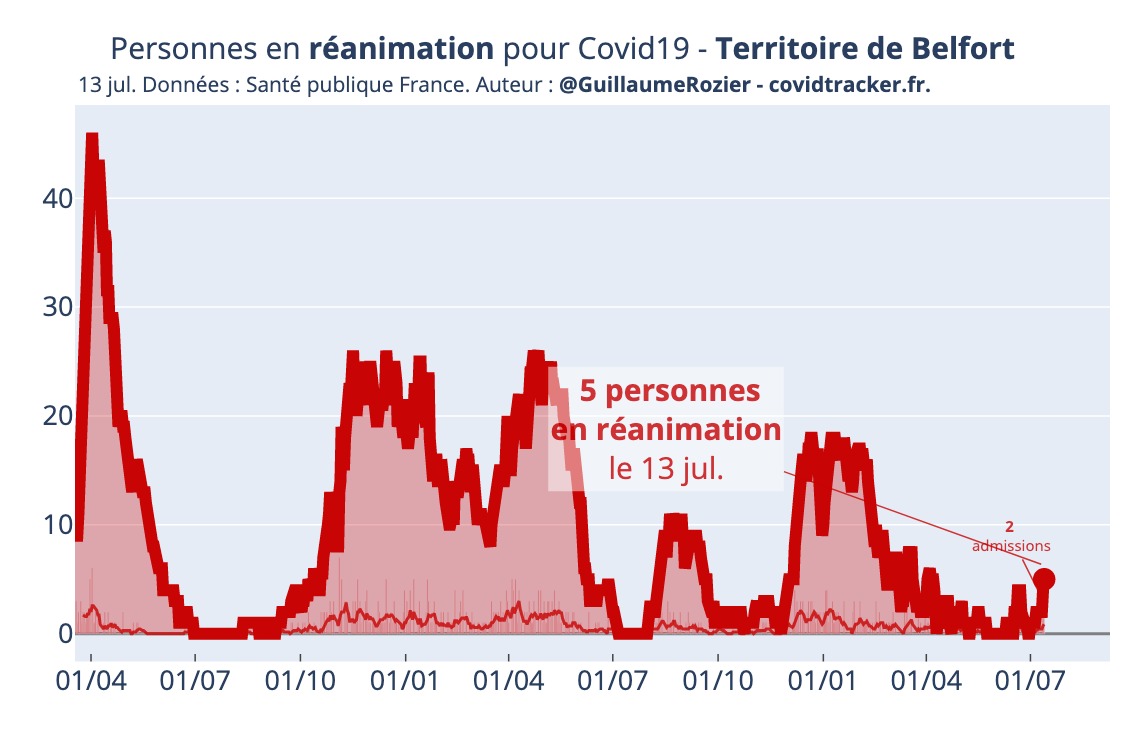 Personnes en réanimation pour Covid19 - Territoire de Belfort
13 jul. Données : Santé publique France. Auteur : @GuillaumeRozier - covidtracker.fr.
40
30
20
10
0
5 personnes
en réanimation
le 13 jul.
2
admissions
01/04 01/07 01/10 01/01 01/04 01/07 01/10 01/01 01/04 01/07